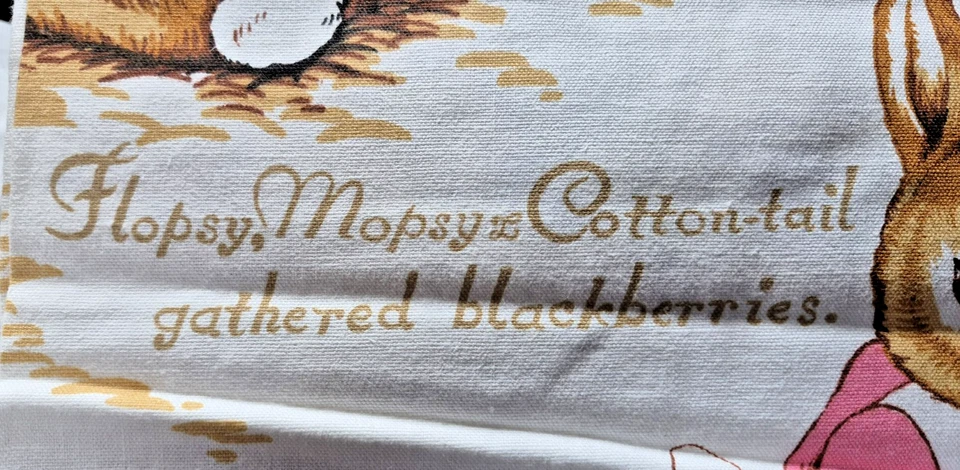 Flopsy, Mopsy & Cotton-tail
gathered blackberries.